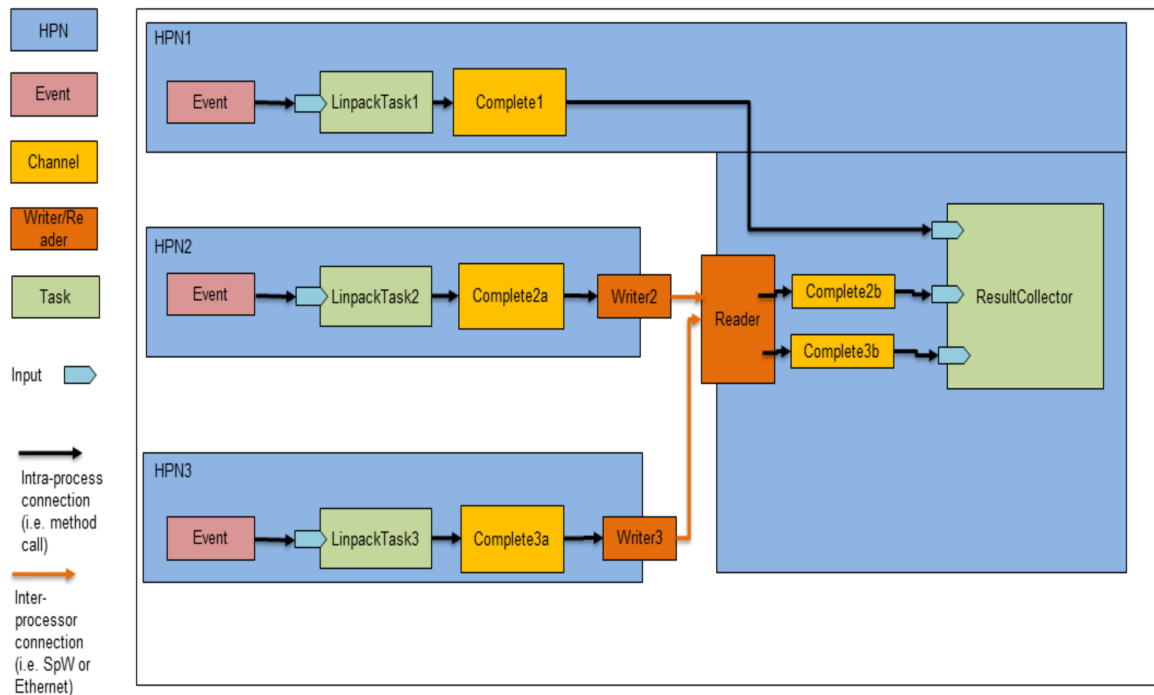 HPN
Event
Channel
Writer/Re
ader
Task
Input
Intra-process
connection
(i.e. method
call)
Inter-
processor
connection
(i.e. SpW or
Ethernet)
HPN1
Event
LinpackTask1
Complete1
HPN2
Event
LinpackTask2
Complete2a
Writer2
Reader
Complete2b
Complete3b
ResultCollector
HPN3
Event
LinpackTask3
Complete3a
Writer3